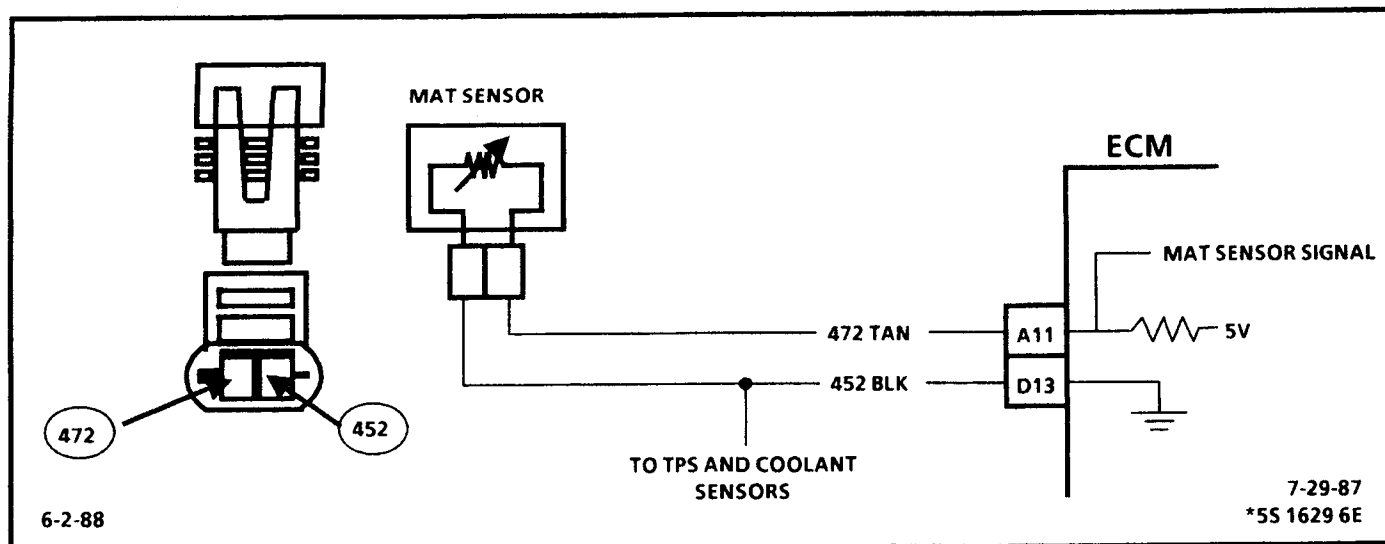 MAT SENSOR
ECM
MAT SENSOR SIGNAL
472 TAN
A11
5V
452 BLK
D13
472
452
TO TPS AND COOLANT
SENSORS
6-2-88
7-29-87
*5S 1629 6E